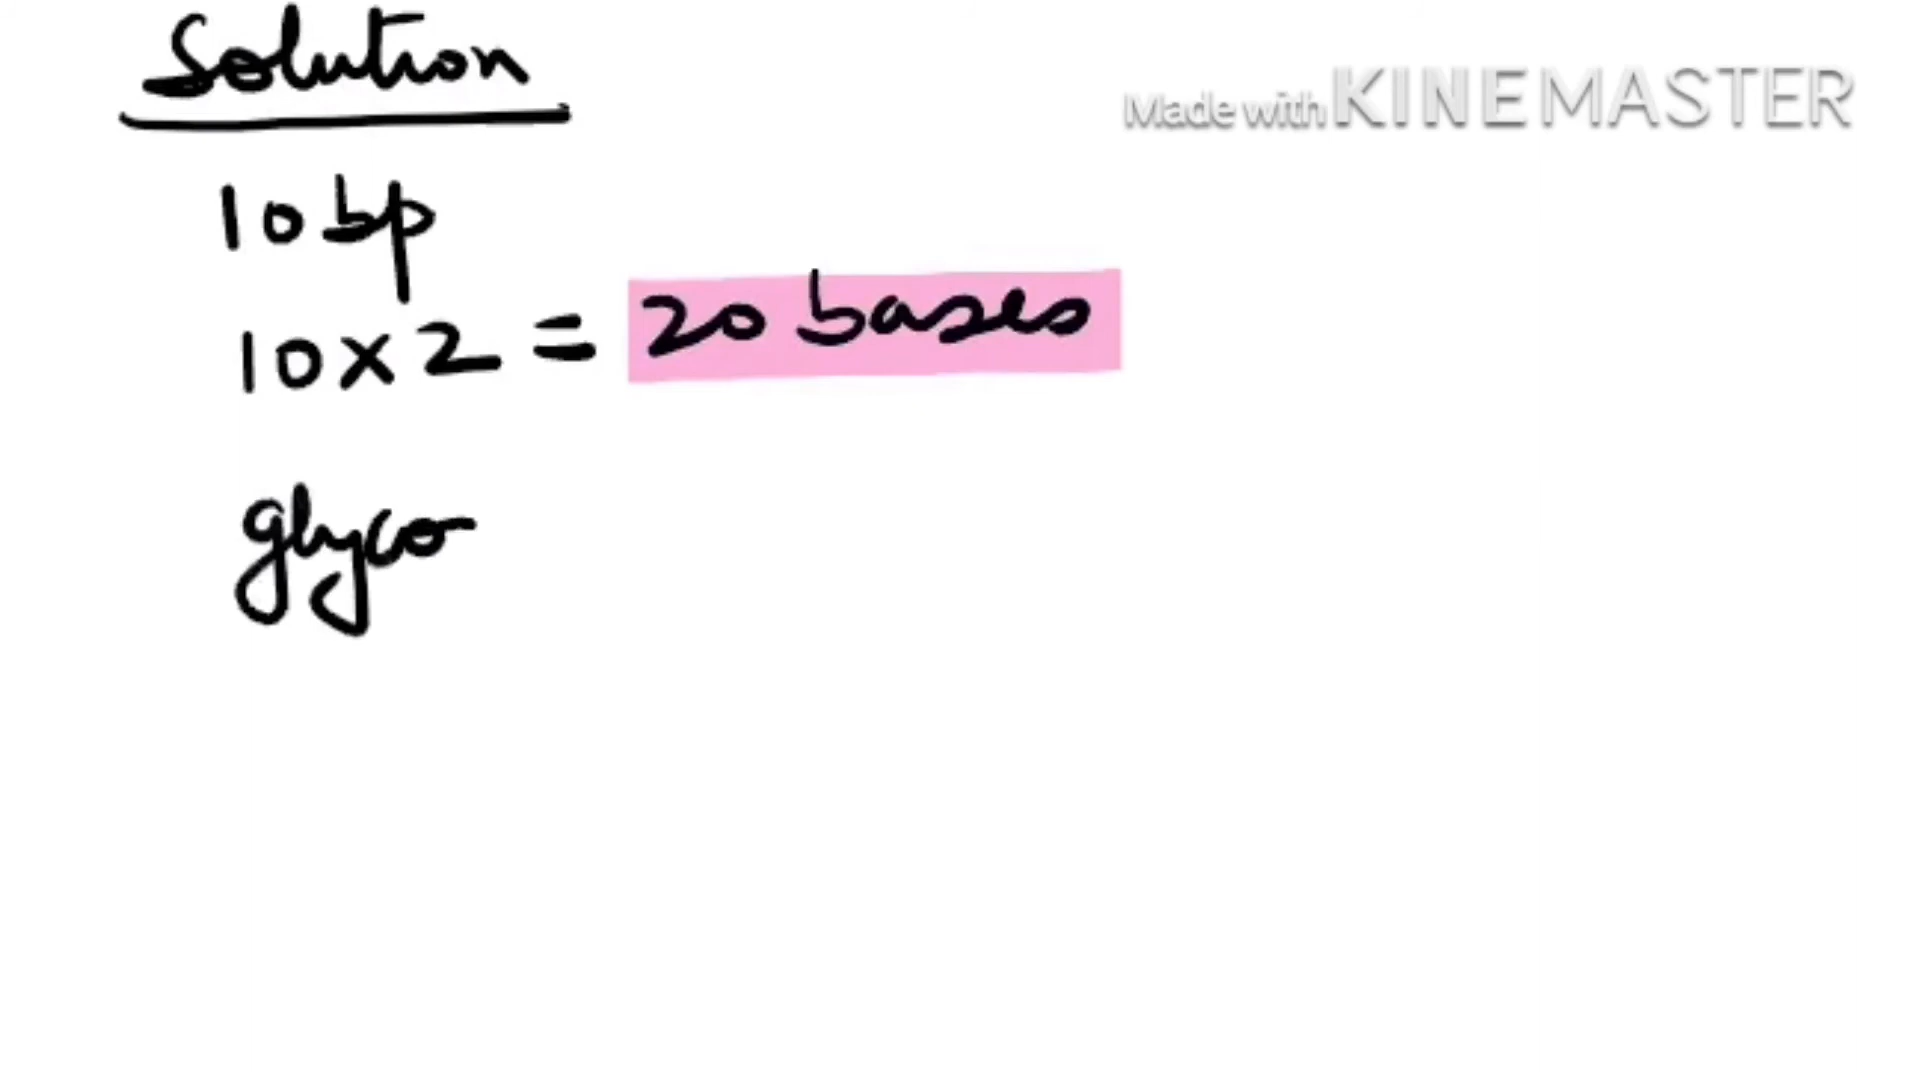 Solution
Made with KINEMASTER
10 bp
10 x 2 = 20 bases
glyco